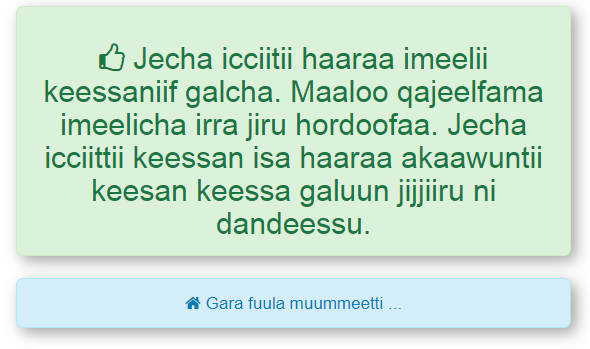 Jecha icciitii haaraa imeelii
keessaniif galcha. Maaloo qajeelfama
imeelicha irra jiru hordoofaa. Jecha
icciittii keessan isa haaraa akaawuntii
keesan keessa galuun jijjiiru ni
dandeessu.
Gara fuula muummeetti ...